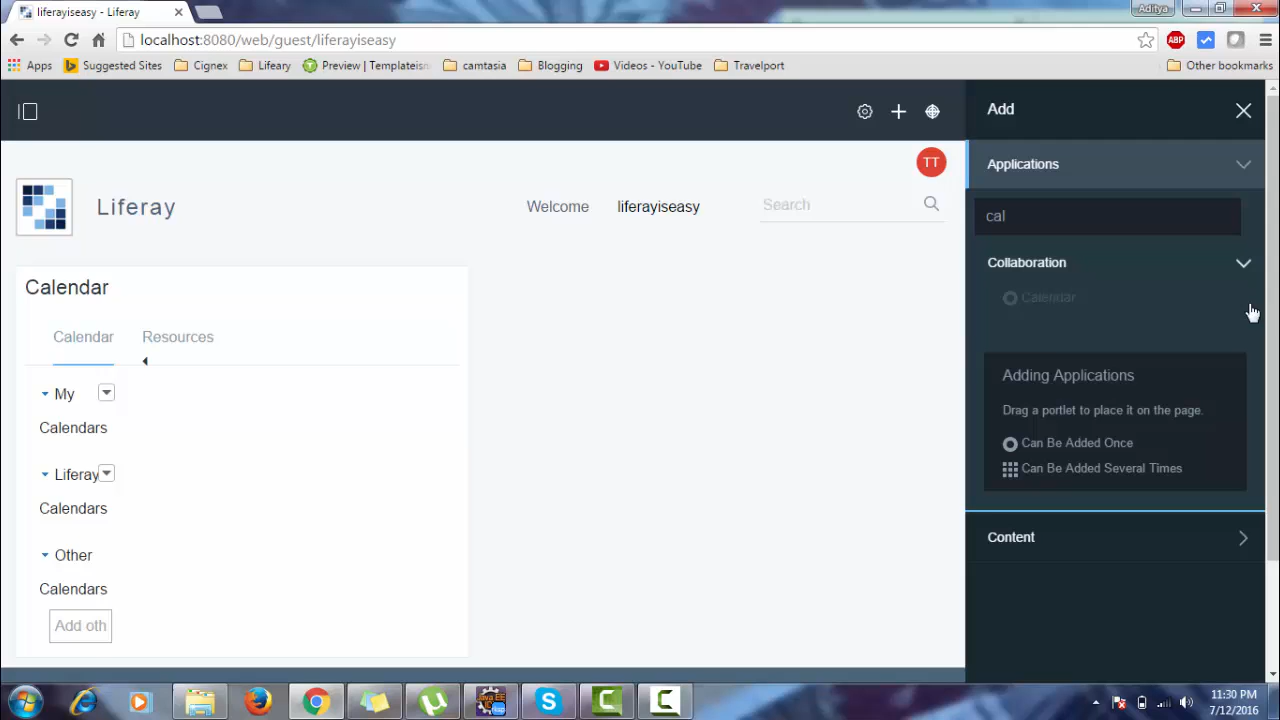 liferayiseasy - Liferay
Aditya
localhost:8080/web/guest/liferayiseasy
ABP
Apps
Suggested Sites
Cignex
Lifeary
Preview | Templateism
camtasia
Blogging
Videos - YouTube
Travelport
Other bookmarks
Add
Applications
TT
Liferay
Welcome
liferayiseasy
Search
cal
Collaboration
Calendar
Calendar
Calendar
Resources
My
Calendars
Liferay
Calendars
Other
Calendars
Add oth
Adding Applications
Drag a portlet to place it on the page.
Can Be Added Once
Can Be Added Several Times
Content
11:30 PM
7/12/2016